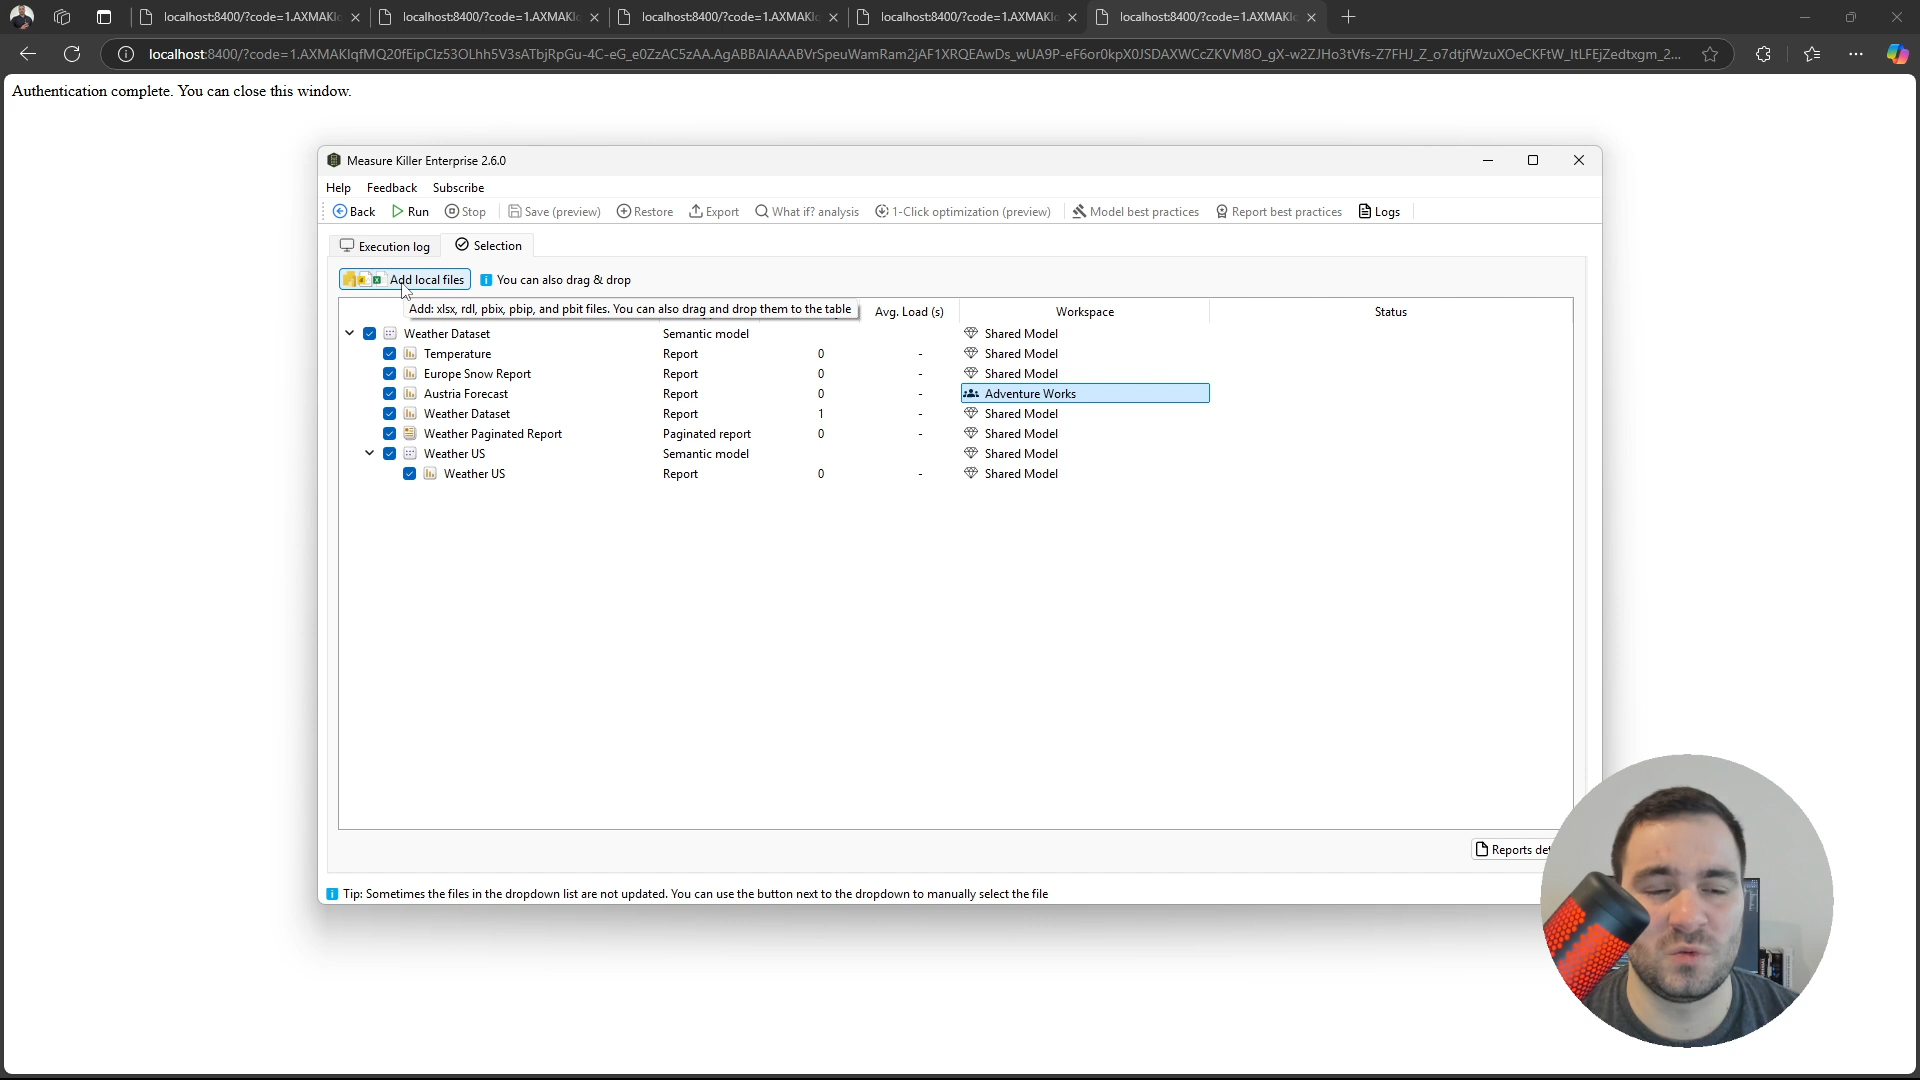 localhost:8400/?code=1.AXMAKlc
localhost:8400/?code=1.AXMAKlc
localhost:8400/?code=1.AXMAKlc
localhost:8400/?code=1.AXMAKlc
localhost:8400/?code=1.AXMAKlc
Authentication complete. You can close this window.
Measure Killer Enterprise 2.6.0
Help Feedback Subscribe
Back Run Stop Save (preview) Restore Export What if? analysis 1-Click optimization (preview) Model best practices Report best practices Logs
Execution log Selection
Add local files You can also drag & drop
Add: xlsx, rdl, pbix, pbip, and pbit files. You can also drag and drop them to the table
Avg. Load (s) Workspace Status
Weather Dataset Semantic model Shared Model
Temperature Report 0 - Shared Model
Europe Snow Report Report 0 - Shared Model
Austria Forecast Report 0 - Adventure Works
Weather Dataset Report 1 - Shared Model
Weather Paginated Report Paginated report 0 - Shared Model
Weather US Semantic model Shared Model
Weather US Report 0 - Shared Model
Reports det
Tip: Sometimes the files in the dropdown list are not updated. You can use the button next to the dropdown to manually select the file